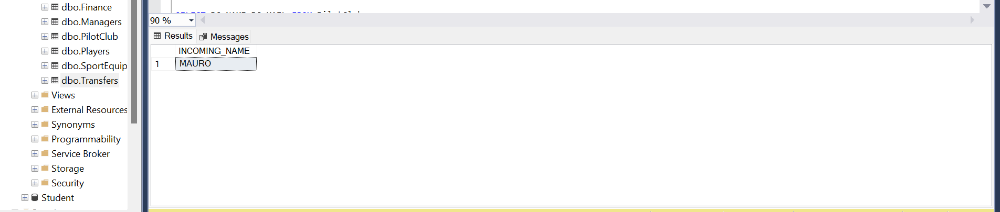 dbo.Finance
dbo.Managers
dbo.PilotClub
dbo.Players
dbo.SportEquip
dbo.Transfers
Views
External Resources
Synonyms
Programmability
Service Broker
Storage
Security
Student
90 %
Results
Messages
INCOMING_NAME
1
MAURO